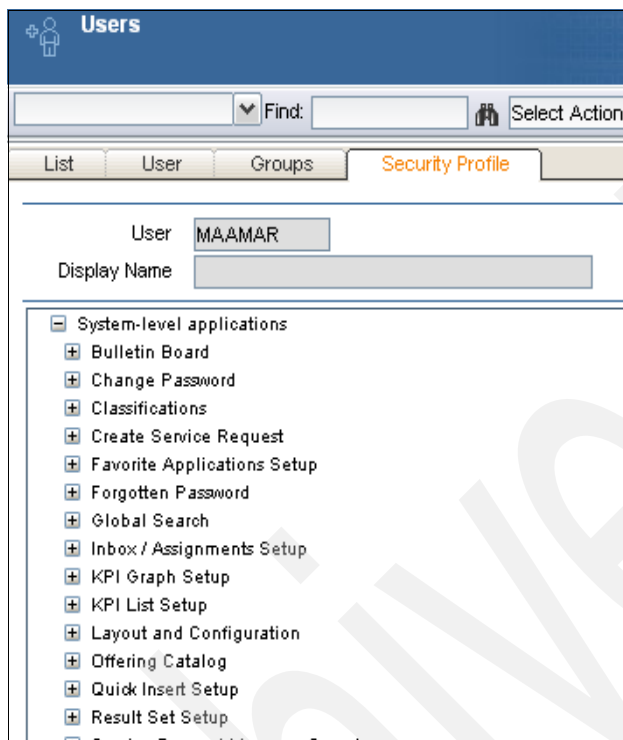 Users
Find: Select Action
List User Groups Security Profile
User MAAMAR
Display Name
System-level applications
Bulletin Board
Change Password
Classifications
Create Service Request
Favorite Applications Setup
Forgotten Password
Global Search
Inbox / Assignments Setup
KPI Graph Setup
KPI List Setup
Layout and Configuration
Offering Catalog
Quick Insert Setup
Result Set Setup